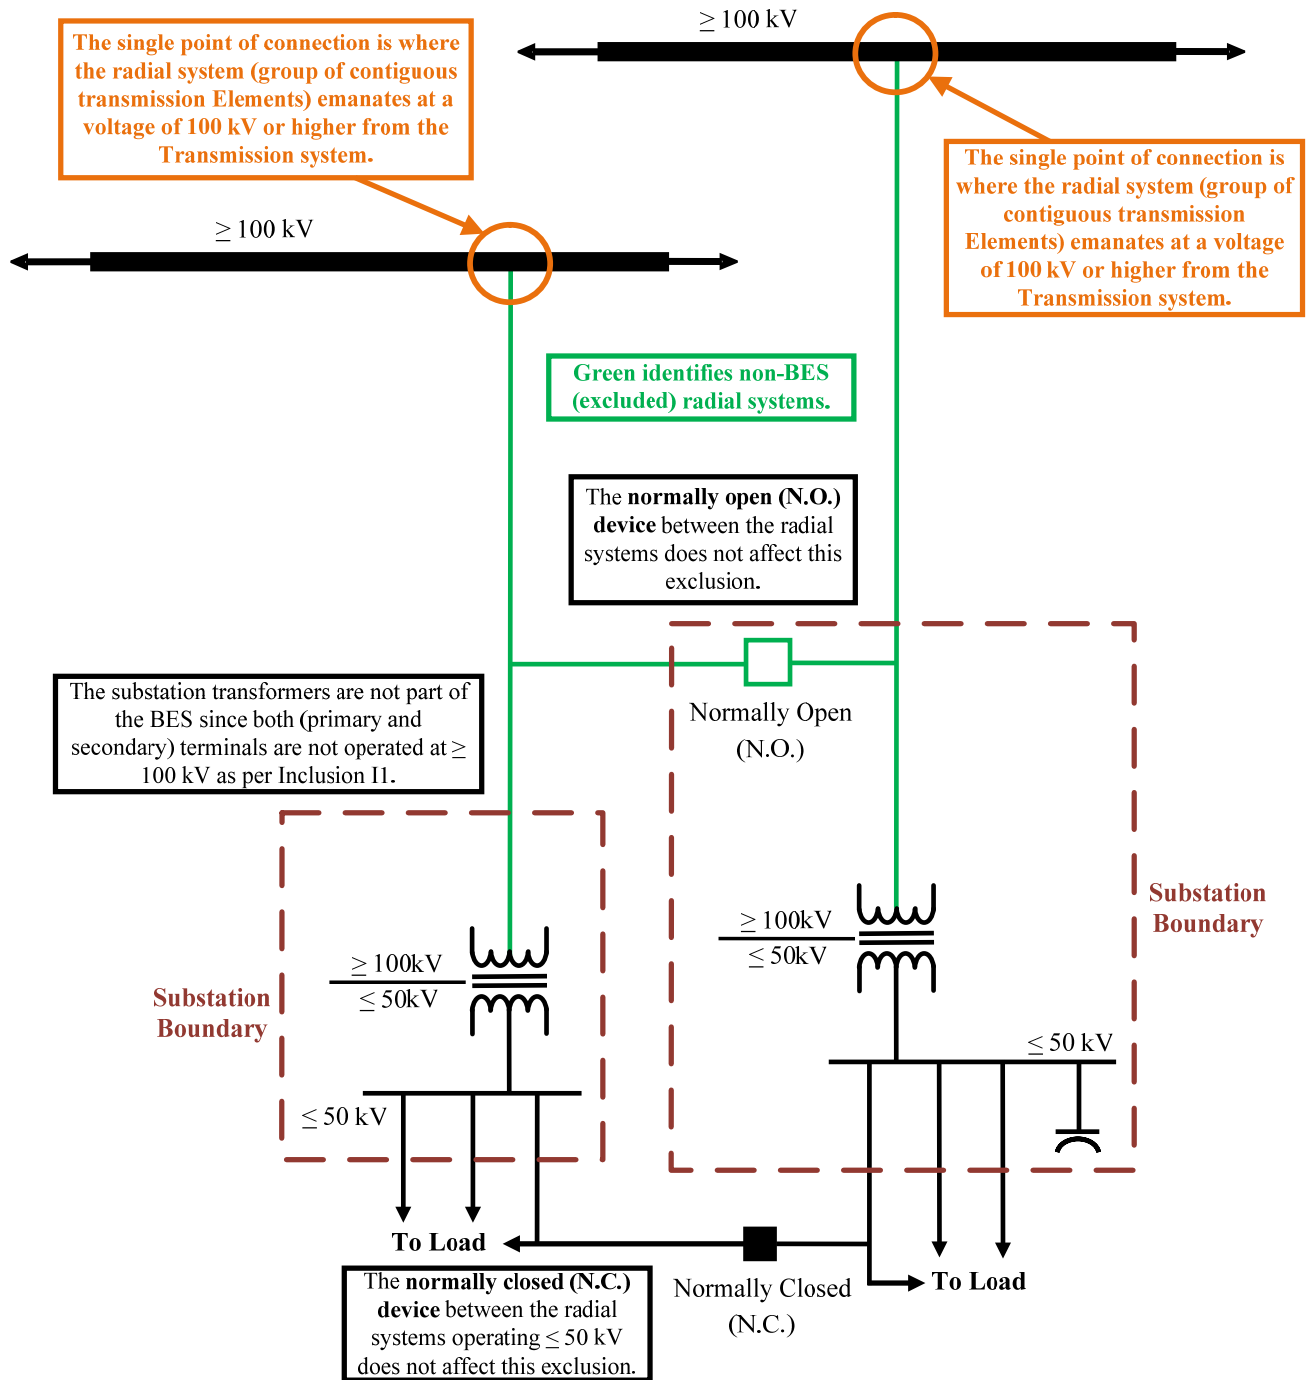 ≥ 100 kV
The single point of connection is where
the radial system (group of contiguous
transmission Elements) emanates at a
voltage of 100 kV or higher from the
Transmission system.
The single point of connection is
where the radial system (group of
contiguous transmission
Elements) emanates at a voltage
of 100 kV or higher from the
Transmission system.
≥ 100 kV
Green identifies non-BES
(excluded) radial systems.
The normally open (N.O.)
device between the radial
systems does not affect this
exclusion.
The substation transformers are not part of
the BES since both (primary and
secondary) terminals are not operated at ≥
100 kV as per Inclusion I1.
Normally Open
(N.O.)
Substation
Boundary
≥ 100kV
≤ 50kV
≥ 100kV
≤ 50kV
Substation
Boundary
≤ 50 kV
≤ 50 kV
To Load
To Load
Normally Closed
(N.C.)
The normally closed (N.C.)
device between the radial
systems operating ≤ 50 kV
does not affect this exclusion.